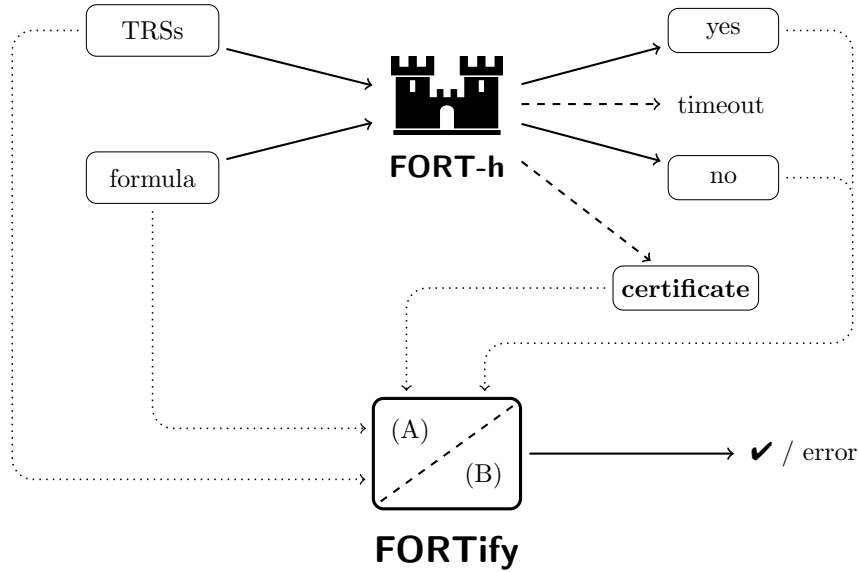 TRSs
yes
timeout
FORT-h
formula
no
certificate
(A)
(B)
✔ / error
FORTify